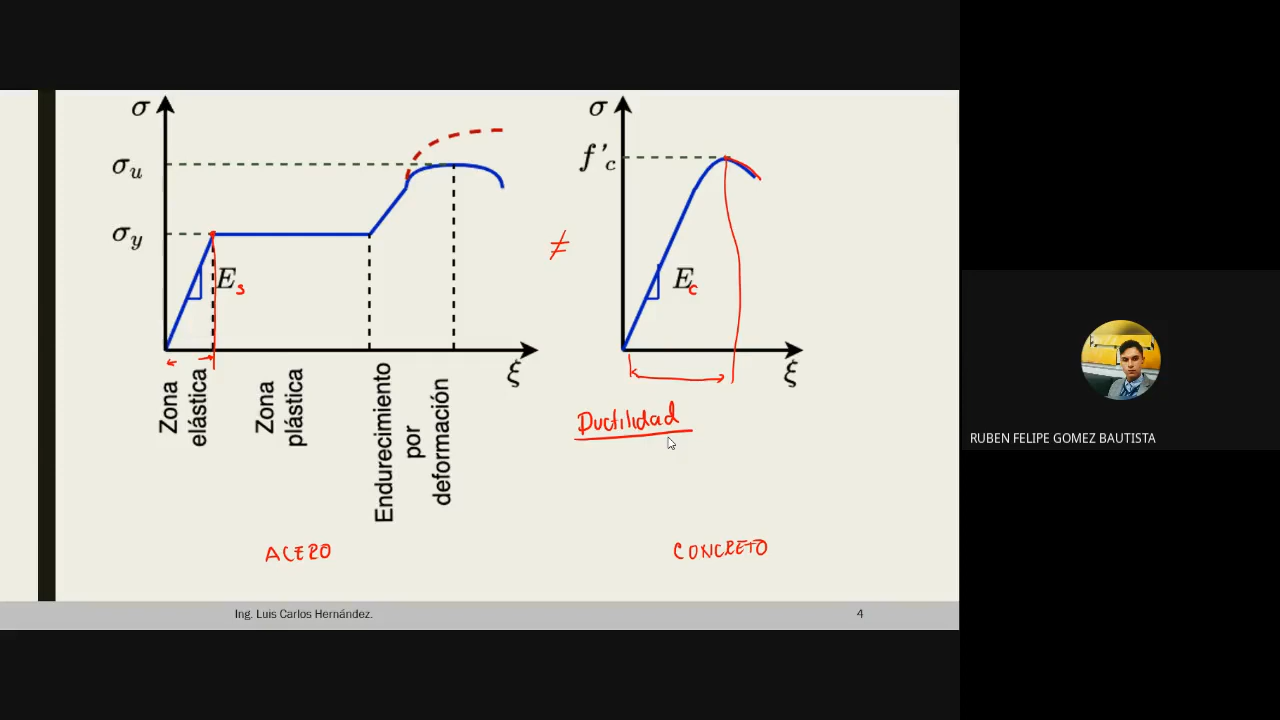 σ
σu
σy
Es
ξ
Zona
elástica
Zona
plástica
Endurecimiento
por
deformación
ACERO
≠
σ
f'c
Ec
ξ
Ductilidad
CONCRETO
Ing. Luis Carlos Hernández.
4
RUBEN FELIPE GOMEZ BAUTISTA